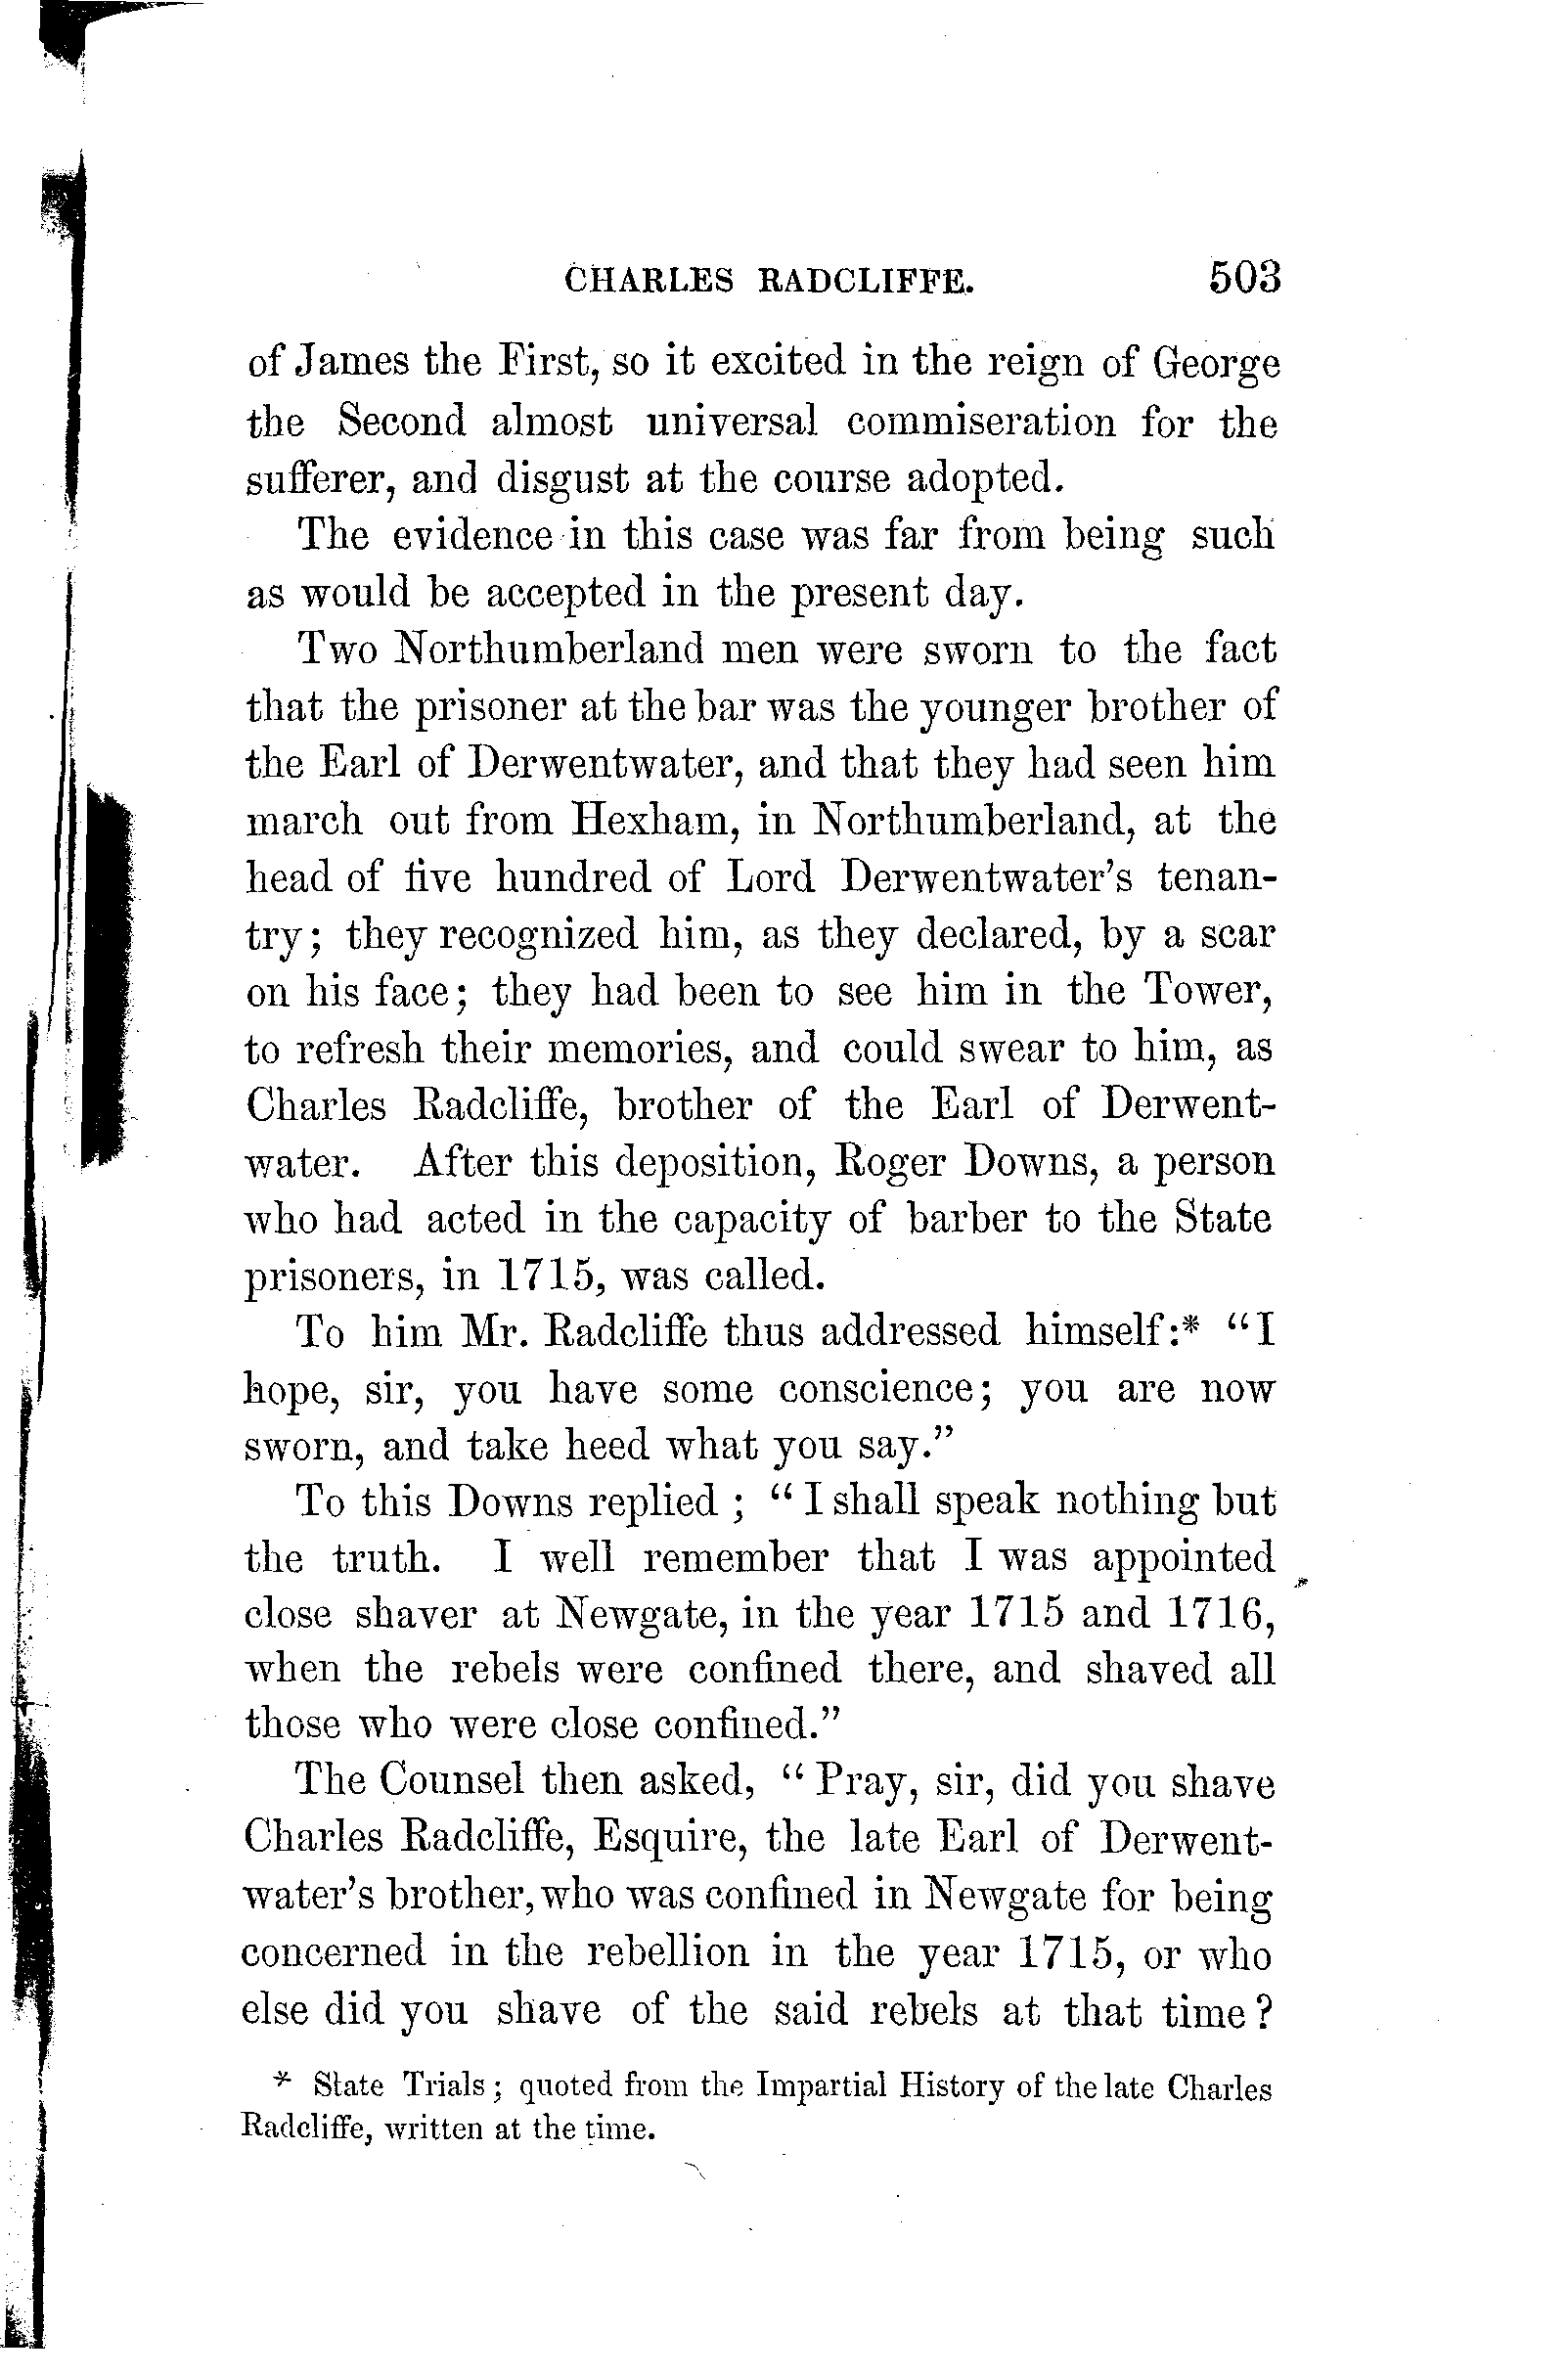 CHARLES RADCLIFFE. 503
of James the First, so it excited in the reign of George
the Second almost universal commiseration for the
sufferer, and disgust at the course adopted.
The evidence in this case was far from being such
as would be accepted in the present day.
Two Northumberland men were sworn to the fact
that the prisoner at the bar was the younger brother of
the Earl of Derwentwater, and that they had seen him
march out from Hexham, in Northumberland, at the
head of five hundred of Lord Derwentwater's tenan-
try; they recognized him, as they declared, by a scar
on his face; they had been to see him in the Tower,
to refresh their memories, and could swear to him, as
Charles Radcliffe, brother of the Earl of Derwent-
water. After this deposition, Roger Downs, a person
who had acted in the capacity of barber to the State
prisoners, in 1715, was called.
To him Mr. Radcliffe thus addressed himself:* "I
hope, sir, you have some conscience; you are now
sworn, and take heed what you say."
To this Downs replied ; "I shall speak nothing but
the truth. I well remember that I was appointed
close shaver at Newgate, in the year 1715 and 1716,
when the rebels were confined there, and shaved all
those who were close confined."
The Counsel then asked, "Pray, sir, did you shave
Charles Radcliffe, Esquire, the late Earl of Derwent-
water's brother, who was confined in Newgate for being
concerned in the rebellion in the year 1715, or who
else did you shave of the said rebels at that time?
* State Trials; quoted from the Impartial History of the late Charles
Radcliffe, written at the time.